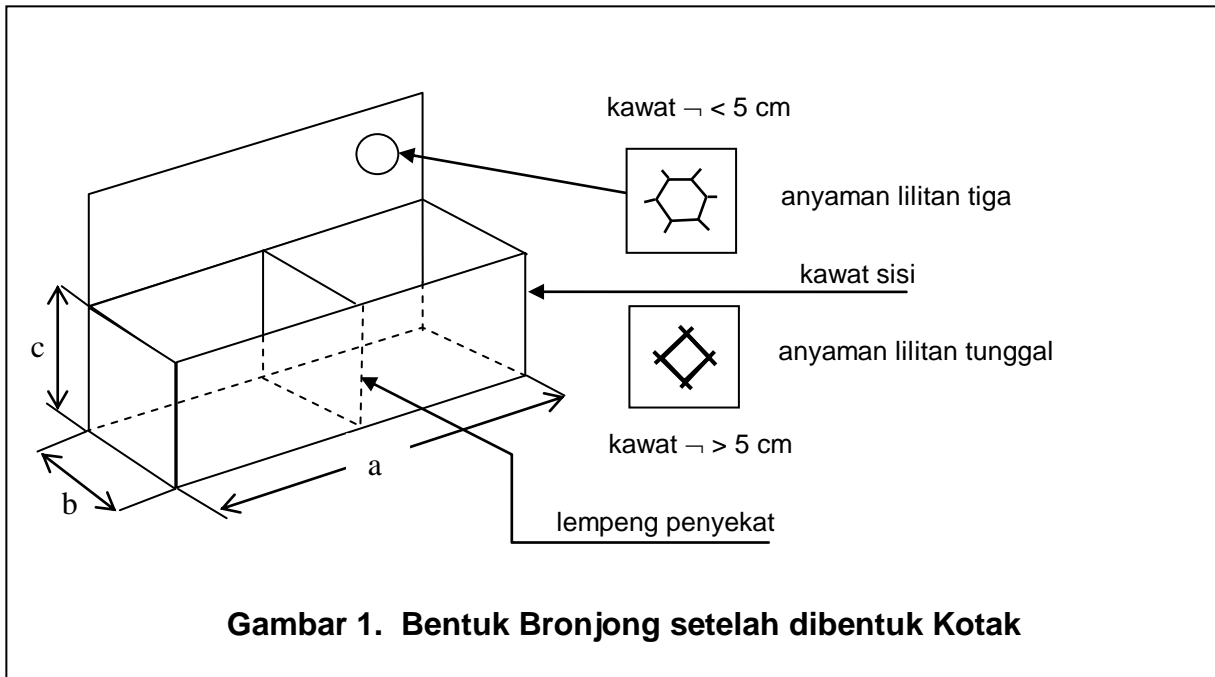 kawat ¬ < 5 cm
anyaman lilitan tiga
kawat sisi
c
anyaman lilitan tunggal
kawat ¬ > 5 cm
a
b
lempeng penyekat
Gambar 1. Bentuk Bronjong setelah dibentuk Kotak